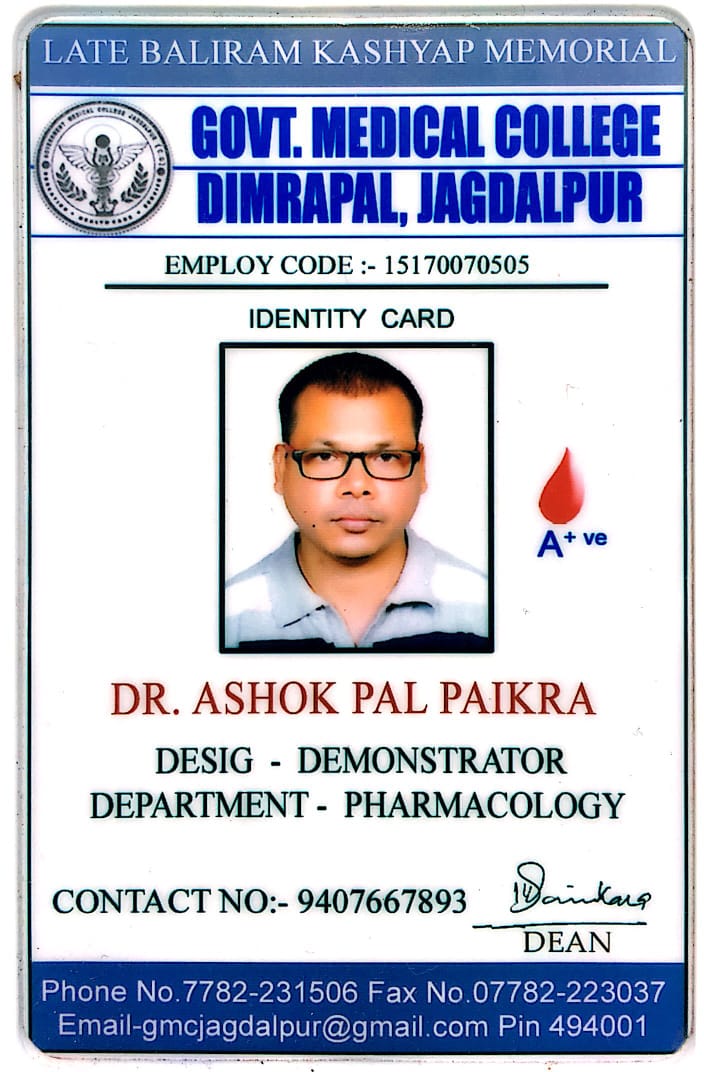 LATE BALIRAM KASHYAP MEMORIAL
GOVT. MEDICAL COLLEGE
DIMRAPAL, JAGDALPUR
EMPLOY CODE :- 15170070505
IDENTITY CARD
A+ ve
DR. ASHOK PAL PAIKRA
DESIG - DEMONSTRATOR
DEPARTMENT - PHARMACOLOGY
CONTACT NO:- 9407667893
DEAN
Phone No.7782-231506 Fax No.07782-223037
Email-gmcjagdalpur@gmail.com Pin 494001